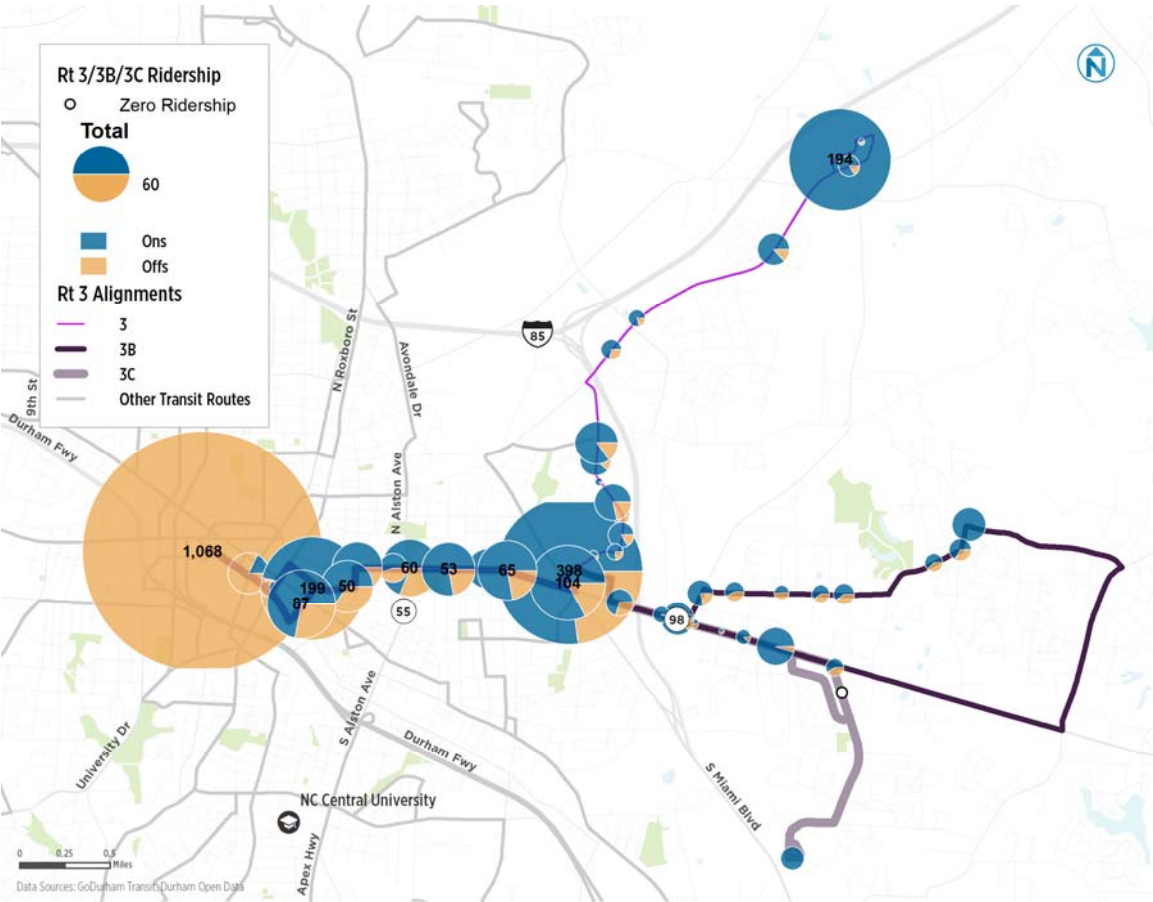 Rt 3/3B/3C Ridership
Zero Ridership
Total
60
Ons
Offs
Rt 3 Alignments
3
3B
3C
Other Transit Routes
N
194
85
N Roxboro St
Avondale Dr
9th St
Durham Fwy
N Alston Ave
1,068
199
87
50
60
53
65
398
104
55
98
University Dr
S Alston Ave
Durham Fwy
S Miami Blvd
NC Central University
Apex Hwy
0 0.25 0.5
Miles
Data Sources: GoDurham Transit, Durham Open Data